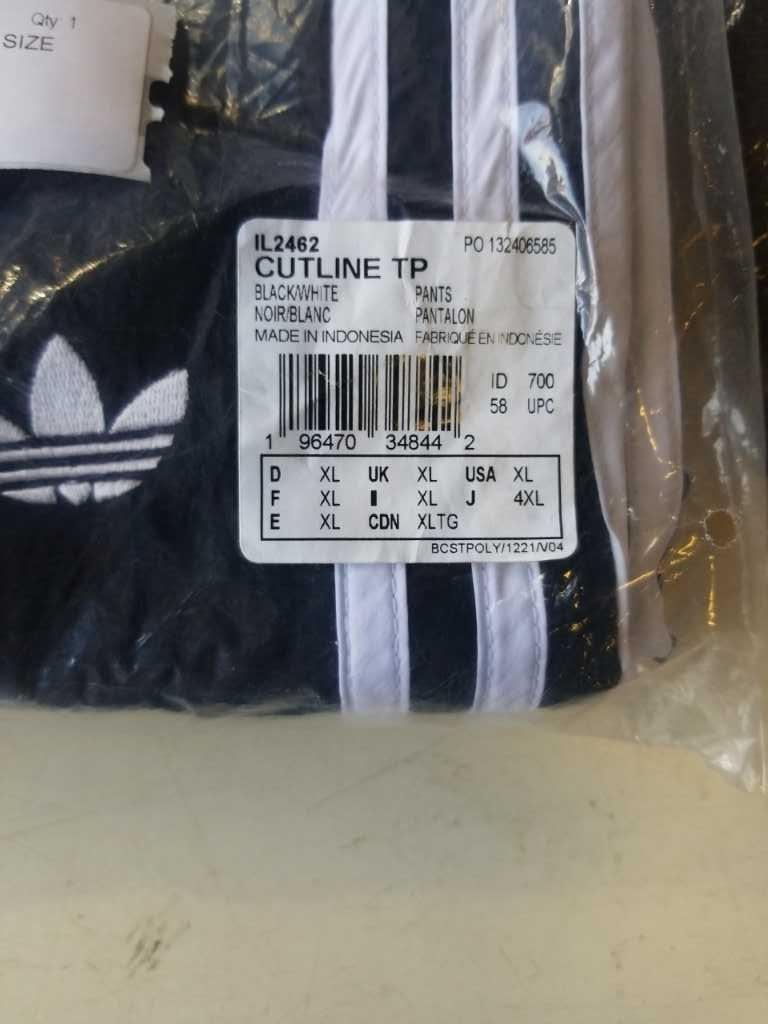 Qty 1
SIZE
IL2462 PO 132406585
CUTLINE TP
BLACK/WHITE PANTS
NOIR/BLANC PANTALON
MADE IN INDONESIA FABRIQUÉ EN INDONÉSIE
ID 700
58 UPC
1 96470 34844 2
D XL UK XL USA XL
F XL I XL J 4XL
E XL CDN XLTG
BCSTPOLY/1221/V04